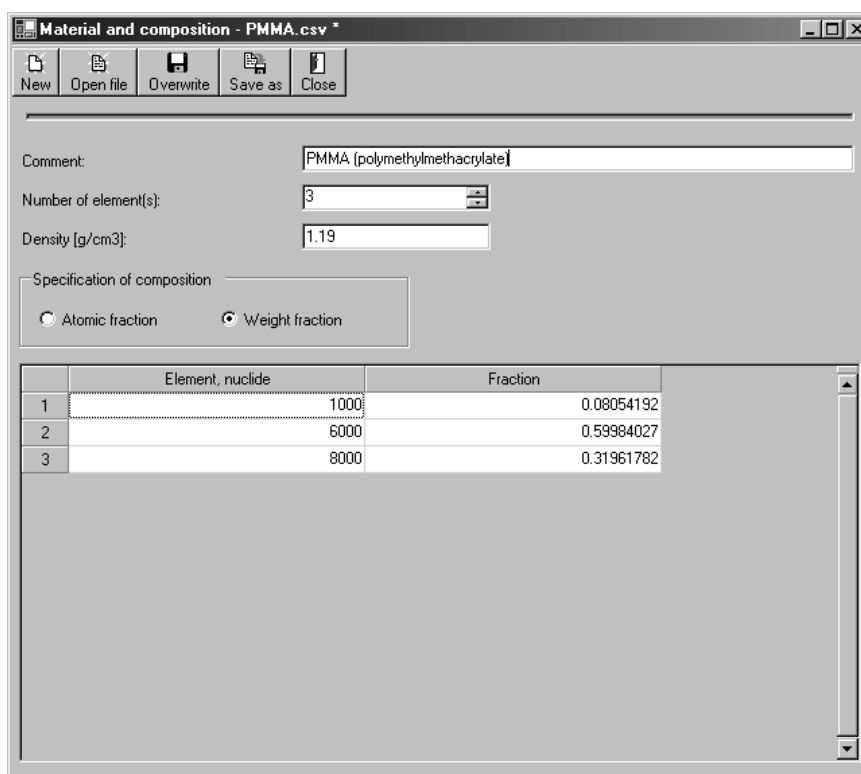 Material and composition - PMMA.csv *
New Open file Overwrite Save as Close
Comment: PMMA (polymethylmethacrylate)
Number of element(s): 3
Density [g/cm3]: 1.19
Specification of composition
Atomic fraction Weight fraction
Element, nuclide Fraction
1 1000 0.08054192
2 6000 0.59984027
3 8000 0.31961782